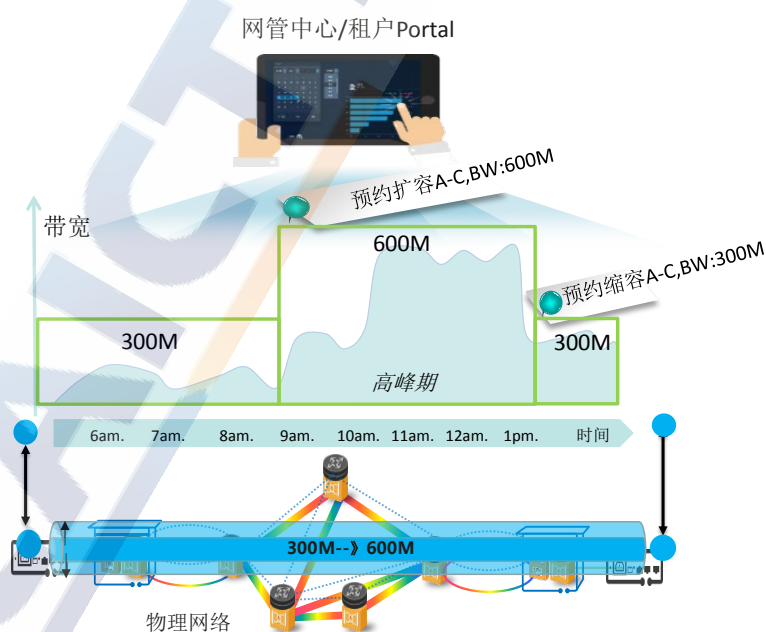 网管中心/租户Portal
预约扩容A-C,BW:600M
带宽
600M
预约缩容A-C,BW:300M
300M
300M
高峰期
6am. 7am. 8am. 9am. 10am. 11am. 12am. 1pm. 时间
300M--》600M
物理网络